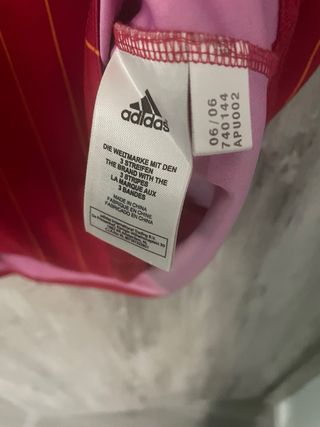 adidas
DIE WELTMARKE MIT DEN
3 STREIFEN
THE BRAND WITH THE
3 STRIPES
LA MARQUE AUX
3 BANDES
MADE IN CHINA
FABRIQUE EN CHINE
FABRICADO EN CHINA
06/06
740144
APU002